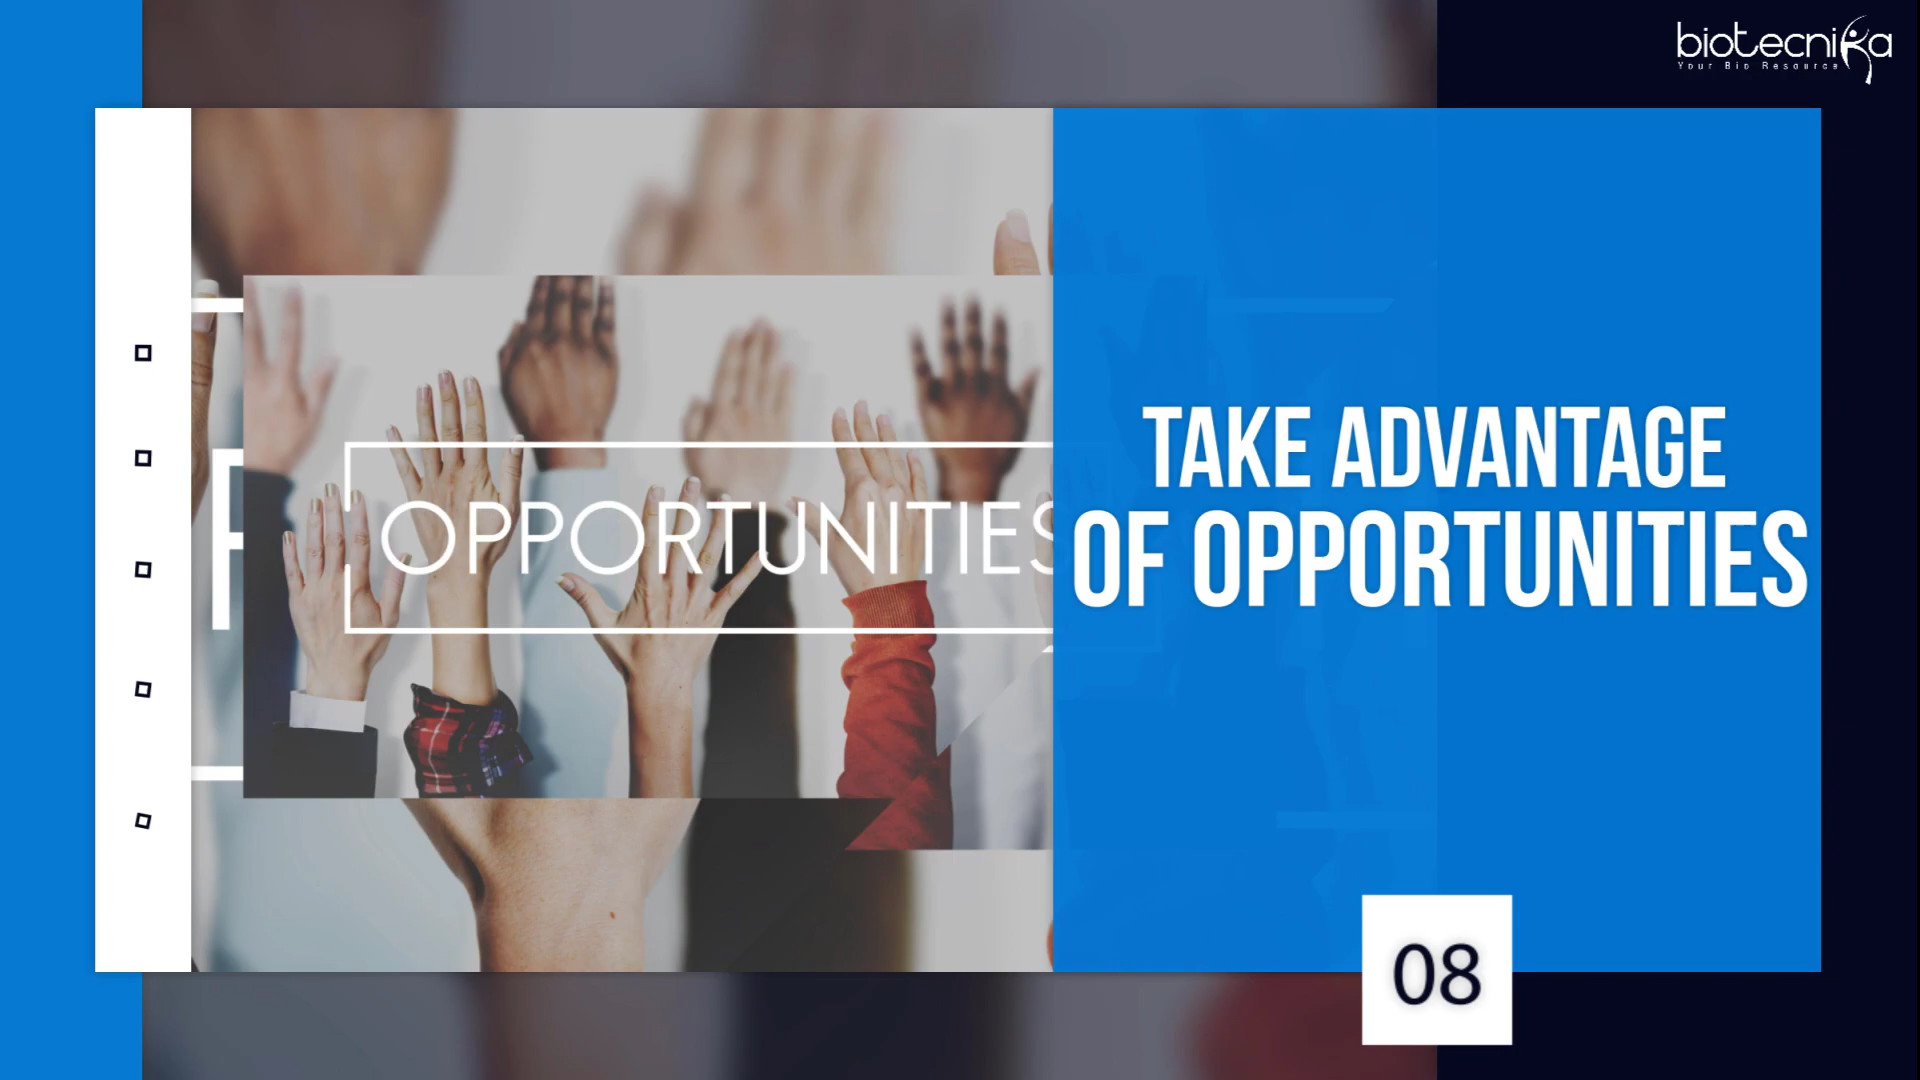 biotecnika
Your Bio Resource
OPPORTUNITIES
TAKE ADVANTAGE
OF OPPORTUNITIES
08